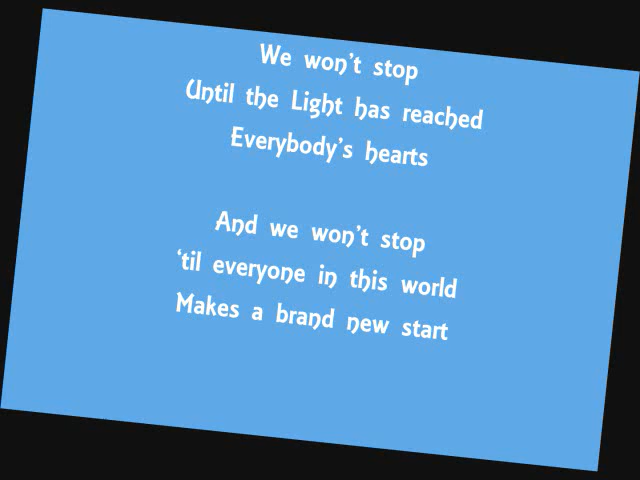 We won't stop
Until the Light has reached
Everybody's hearts
And we won't stop
'til everyone in this world
Makes a brand new start